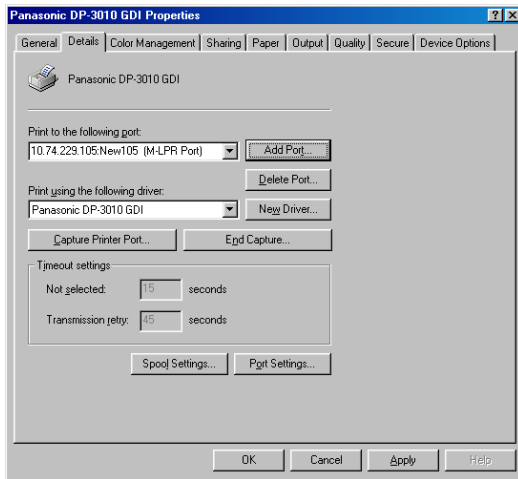 Panasonic DP-3010 GDI Properties
General Details Color Management Sharing Paper Output Quality Secure Device Options
Panasonic DP-3010 GDI
Print to the following port:
10.74.229.105:New105 (M-LPR Port) Add Port...
Delete Port...
Print using the following driver:
Panasonic DP-3010 GDI New Driver...
Capture Printer Port... End Capture...
Timeout settings
Not selected: 15 seconds
Transmission retry: 45 seconds
Spool Settings... Port Settings...
OK Cancel Apply Help